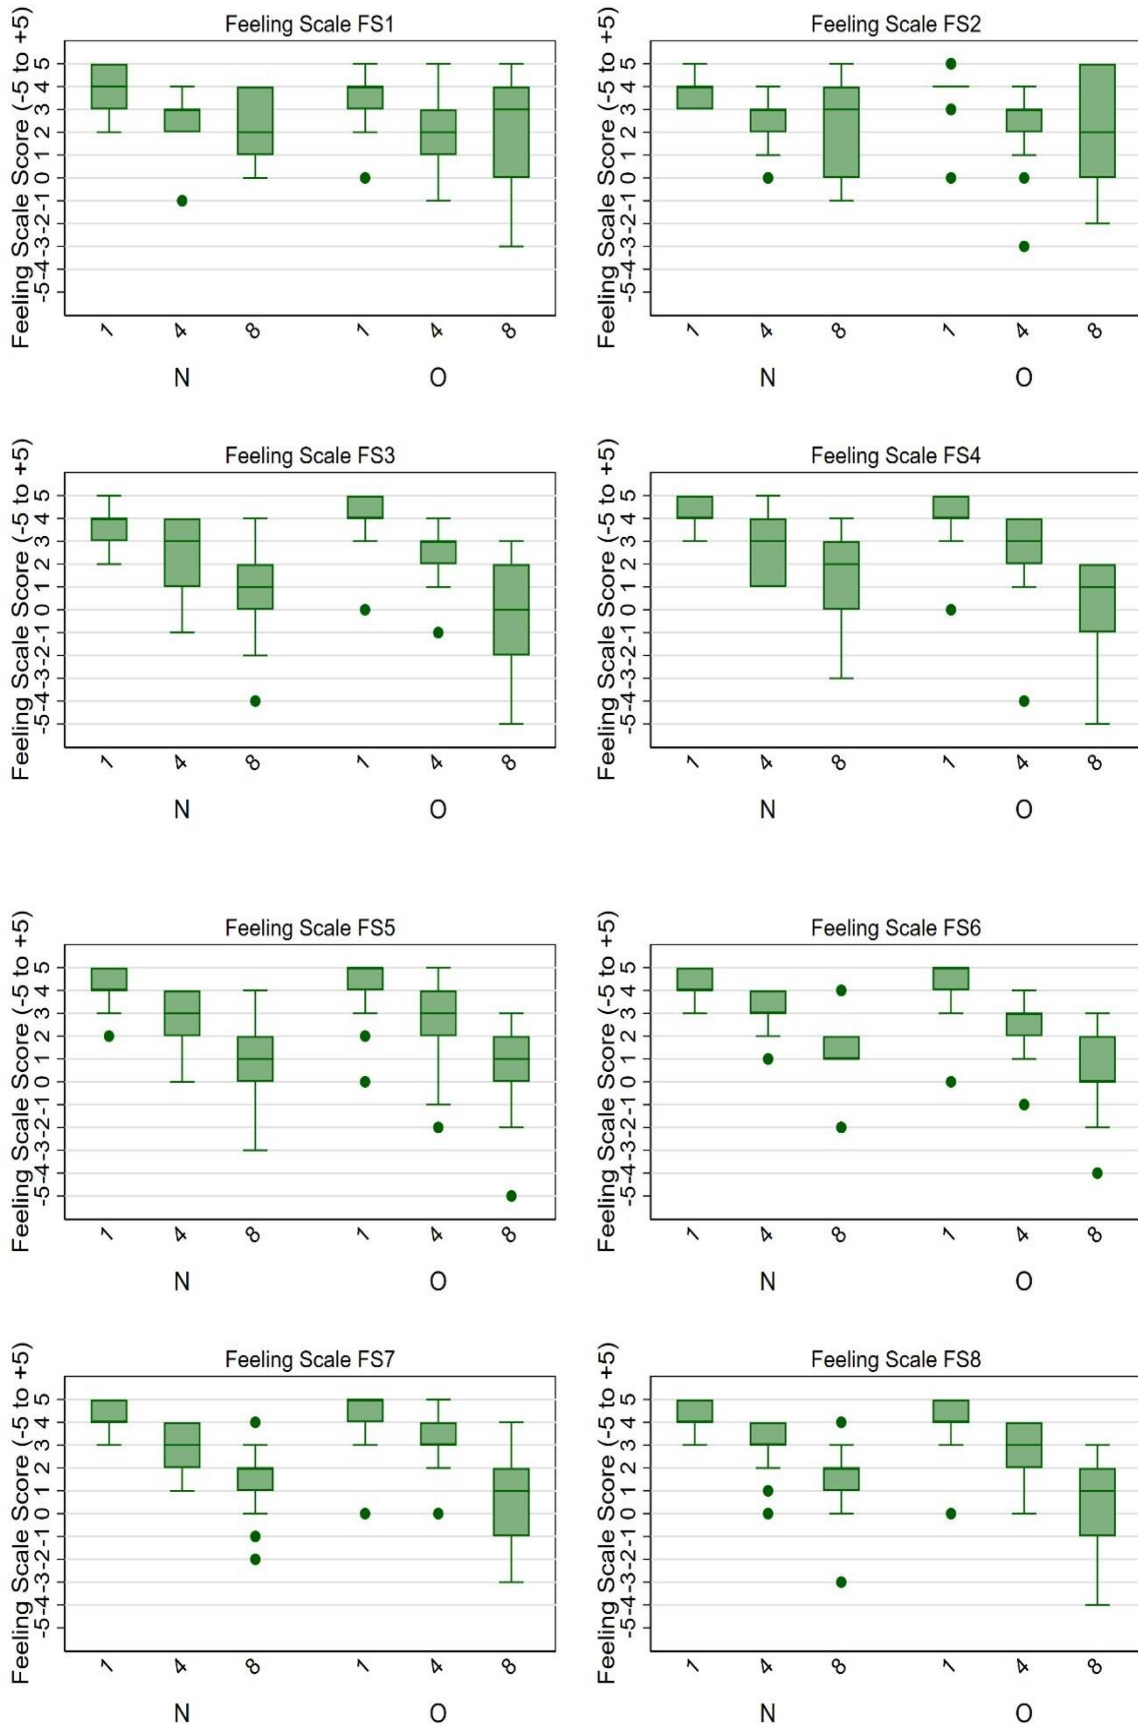 Feeling Scale FS1
Feeling Scale Score (-5 to +5)
5
4
3
2
1
0
-1
-2
-3
-4
-5
1 4 8 1 4 8
N O
Feeling Scale FS2
Feeling Scale Score (-5 to +5)
5
4
3
2
1
0
-1
-2
-3
-4
-5
1 4 8 1 4 8
N O
Feeling Scale FS3
Feeling Scale Score (-5 to +5)
5
4
3
2
1
0
-1
-2
-3
-4
-5
1 4 8 1 4 8
N O
Feeling Scale FS4
Feeling Scale Score (-5 to +5)
5
4
3
2
1
0
-1
-2
-3
-4
-5
1 4 8 1 4 8
N O
Feeling Scale FS5
Feeling Scale Score (-5 to +5)
5
4
3
2
1
0
-1
-2
-3
-4
-5
1 4 8 1 4 8
N O
Feeling Scale FS6
Feeling Scale Score (-5 to +5)
5
4
3
2
1
0
-1
-2
-3
-4
-5
1 4 8 1 4 8
N O
Feeling Scale FS7
Feeling Scale Score (-5 to +5)
5
4
3
2
1
0
-1
-2
-3
-4
-5
1 4 8 1 4 8
N O
Feeling Scale FS8
Feeling Scale Score (-5 to +5)
5
4
3
2
1
0
-1
-2
-3
-4
-5
1 4 8 1 4 8
N O